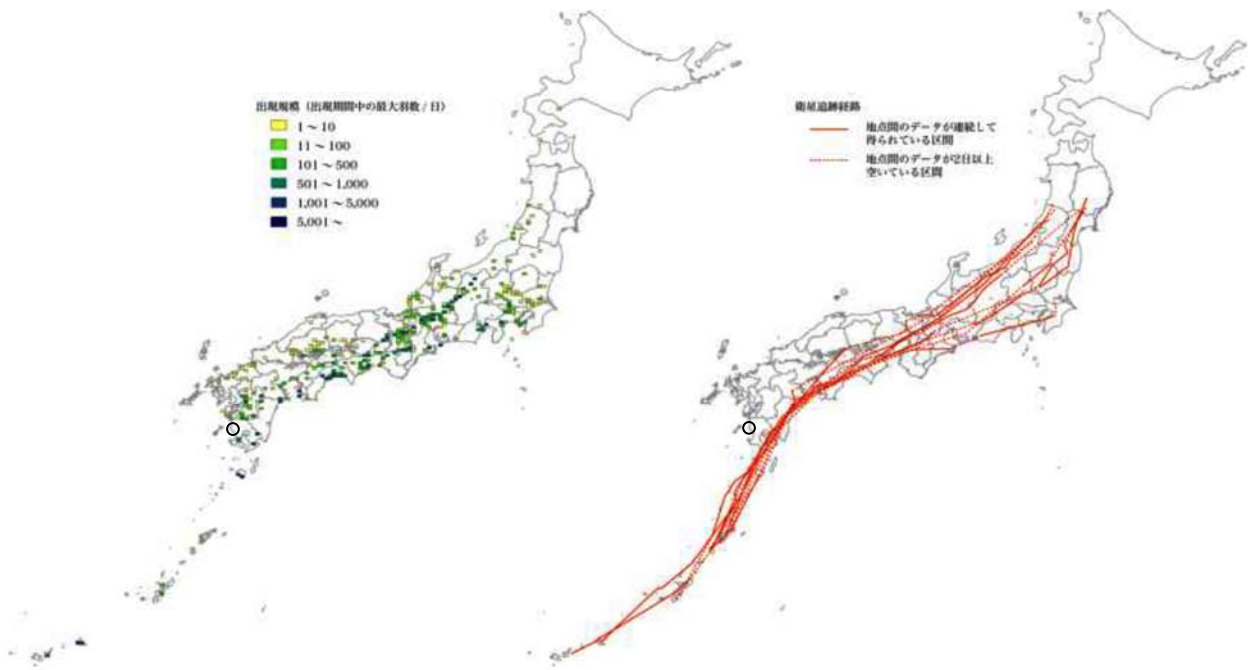 出現規模（出現期間中の最大羽数 / 日）
1 ～ 10
11 ～ 100
101 ～ 500
501 ～ 1,000
1,001 ～ 5,000
5,001 ～
衛星追跡経路
地点間のデータが連続して
得られている区間
地点間のデータが2日以上
空いている区間